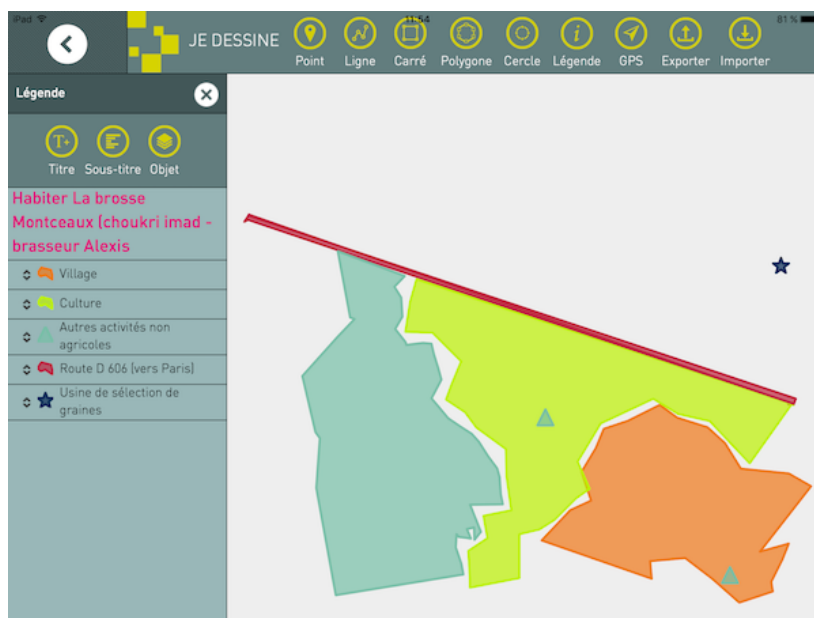 iPad
11:54
81 %
JE DESSINE
Point
Ligne
Carré
Polygone
Cercle
Légende
GPS
Exporter
Importer
Légende
Titre
Sous-titre
Objet
Habiter La brosse
Montceaux (choukri imad -
brasseur Alexis
Village
Culture
Autres activités non
agricoles
Route D 606 (vers Paris)
Usine de sélection de
graines